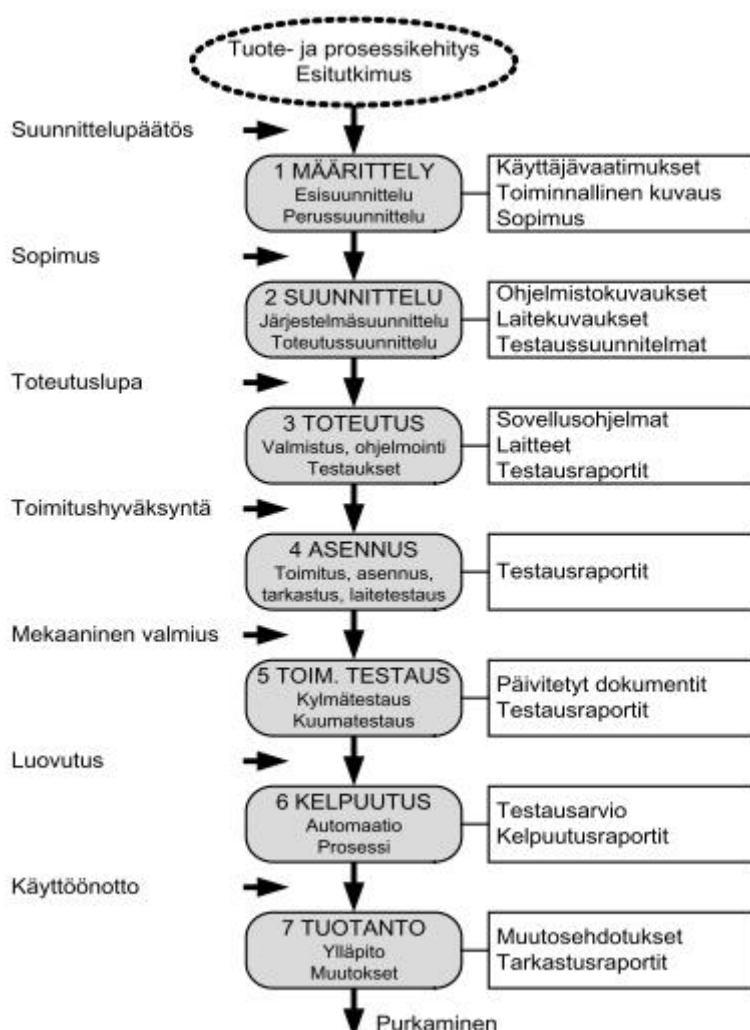 Tuote- ja prosessikehitys
Esitutkimus
Suunnittelupäätös
1 MÄÄRITTELY
Esisuunnittelu
Perussuunnittelu
Käyttäjävaatimukset
Toiminnallinen kuvaus
Sopimus
Sopimus
2 SUUNNITTELU
Järjestelmäsuunnittelu
Toteutussuunnittelu
Ohjelmistokuvaukset
Laitekuvaukset
Testaussuunnitelmat
Toteutuslupa
3 TOTEUTUS
Valmistus, ohjelmointi
Testaukset
Sovellusohjelmat
Laitteet
Testausraportit
Toimitushyväksyntä
4 ASENNUS
Toimitus, asennus,
tarkastus, laitetestaus
Testausraportit
Mekaaninen valmius
5 TOIM. TESTAUS
Kylmätestaus
Kuumatestaus
Päivitetyt dokumentit
Testausraportit
Luovutus
6 KELPUUTUS
Automaatio
Prosessi
Testausarvio
Kelpuutusraportit
Käyttöönotto
7 TUOTANTO
Ylläpito
Muutokset
Muutosehdotukset
Tarkastusraportit
Purkaminen